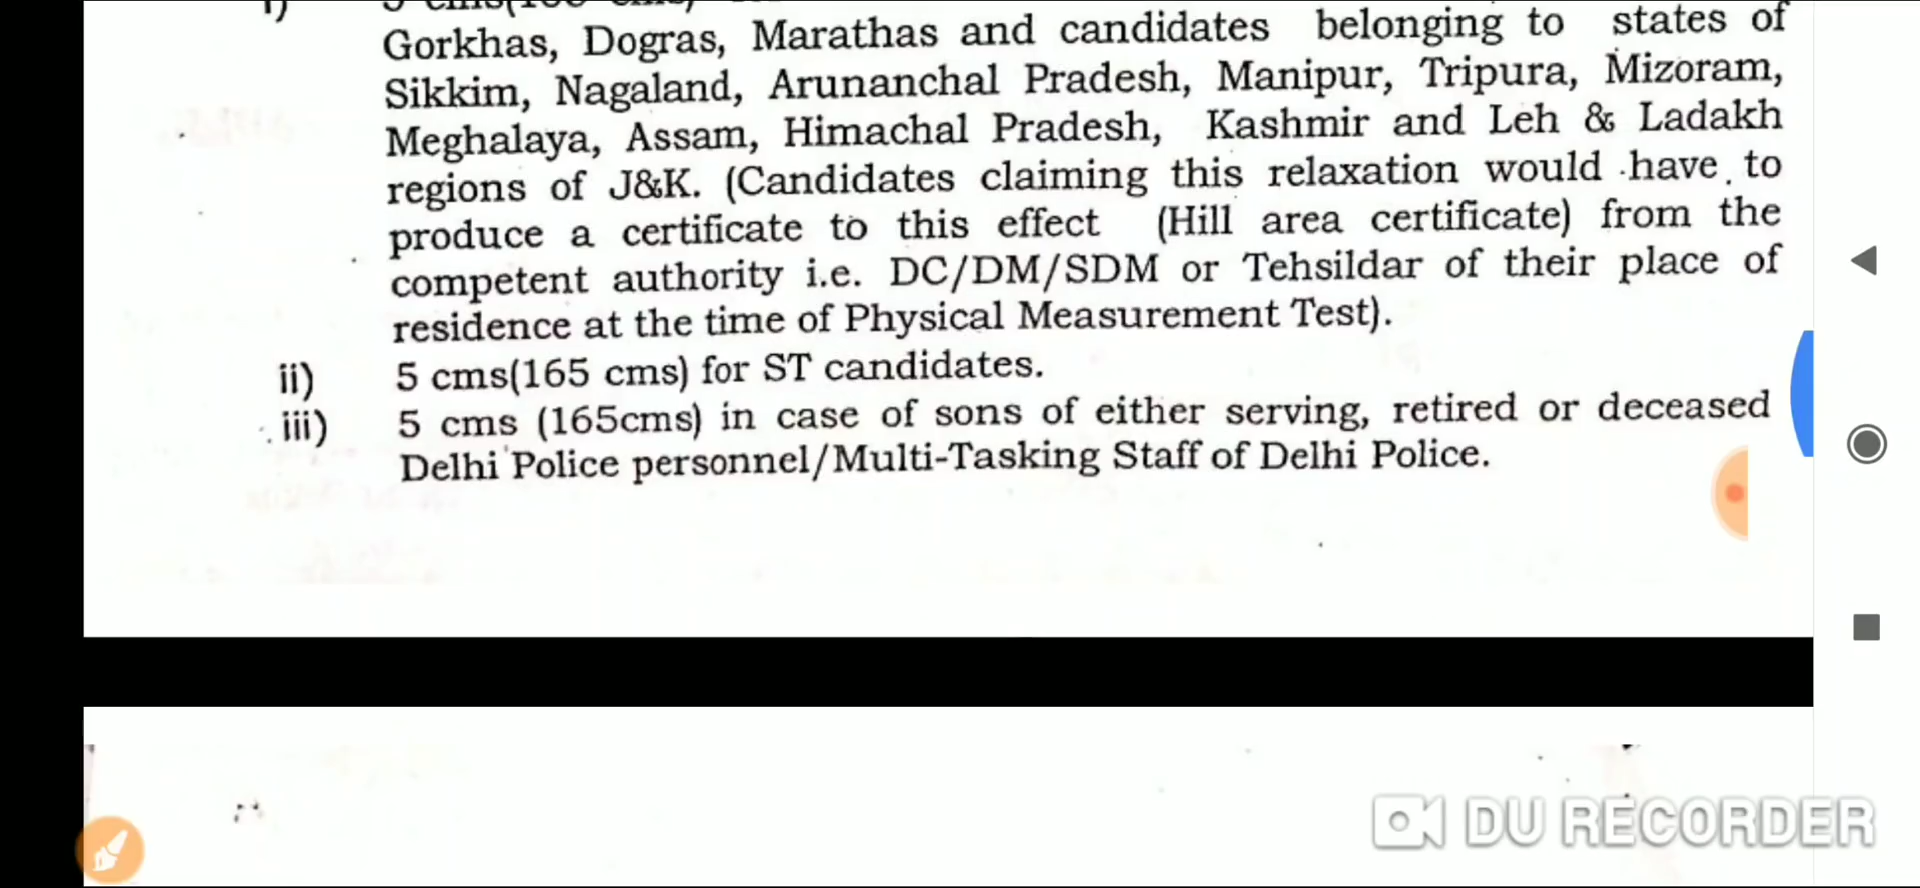 Gorkhas, Dogras, Marathas and candidates belonging to states of
Sikkim, Nagaland, Arunanchal Pradesh, Manipur, Tripura, Mizoram,
Meghalaya, Assam, Himachal Pradesh, Kashmir and Leh & Ladakh
regions of J&K. (Candidates claiming this relaxation would have to
produce a certificate to this effect (Hill area certificate) from the
competent authority i.e. DC/DM/SDM or Tehsildar of their place of
residence at the time of Physical Measurement Test).
ii) 5 cms(165 cms) for ST candidates.
iii) 5 cms (165cms) in case of sons of either serving, retired or deceased
Delhi Police personnel/Multi-Tasking Staff of Delhi Police.
DU RECORDER